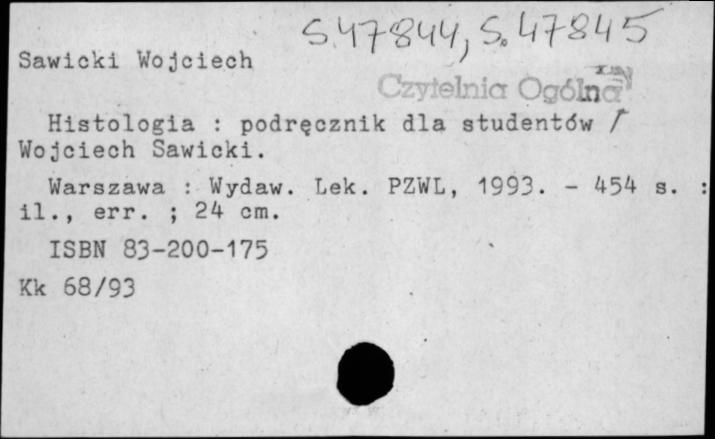 S.47844, S.47845
Sawicki Wojciech
Czytelnia Ogólna
Histologia : podręcznik dla studentów /
Wojciech Sawicki.
Warszawa : Wydaw. Lek. PZWL, 1993. - 454 s. :
il., err. ; 24 cm.
ISBN 83-200-175
Kk 68/93